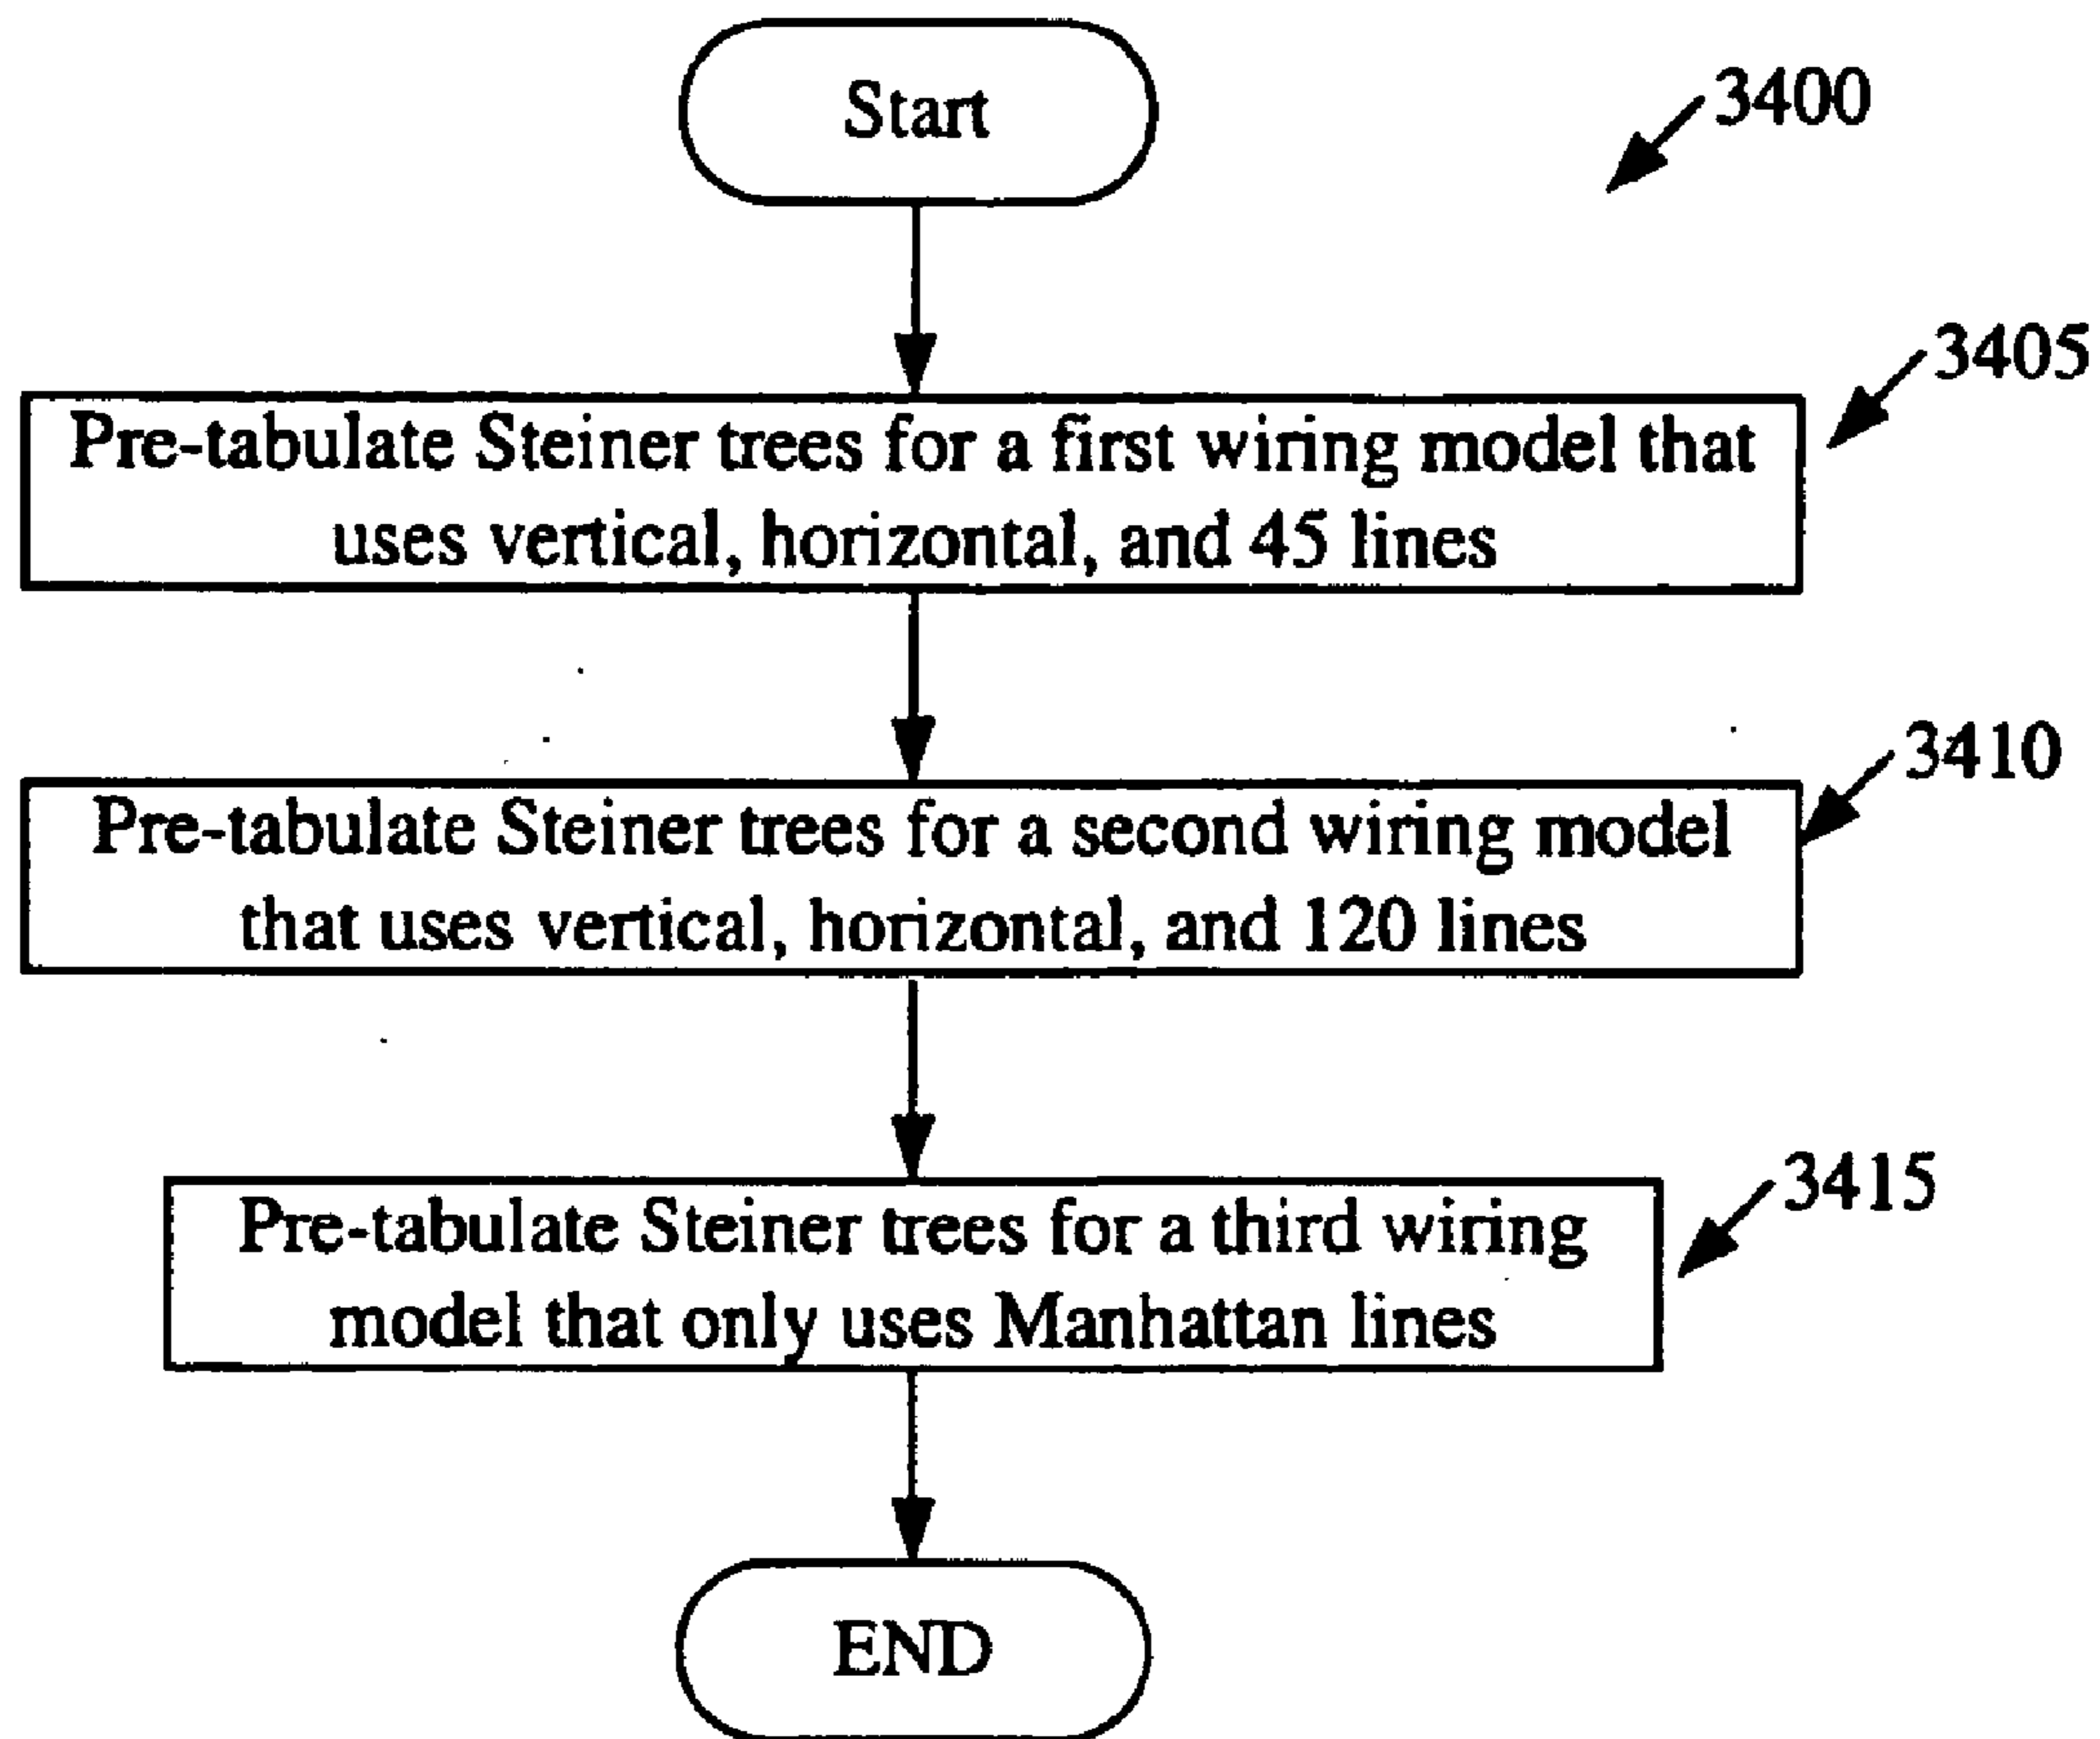 Start
3400
3405
Pre-tabulate Steiner trees for a first wiring model that
uses vertical, horizontal, and 45 lines
3410
Pre-tabulate Steiner trees for a second wiring model
that uses vertical, horizontal, and 120 lines
3415
Pre-tabulate Steiner trees for a third wiring
model that only uses Manhattan lines
END